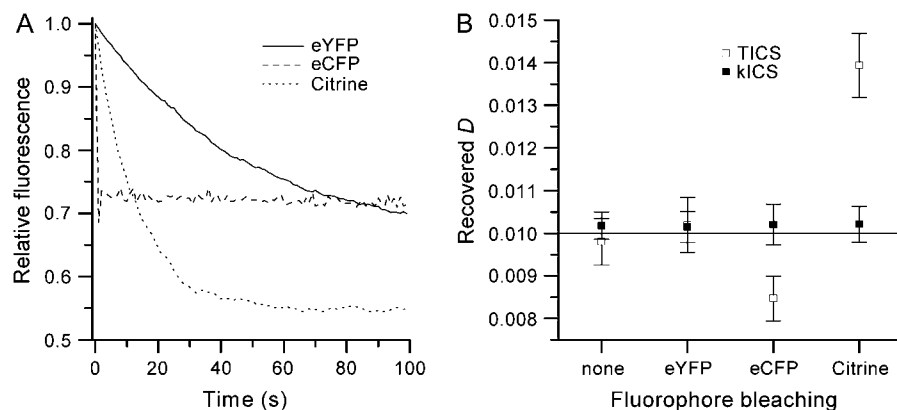 A
1.0
0.9
0.8
0.7
0.6
0.5
Relative fluorescence
eYFP
eCFP
Citrine
0 20 40 60 80 100
Time (s)
B
0.015
0.014
0.013
0.012
0.011
0.010
0.009
0.008
Recovered D
TICS
kICS
none eYFP eCFP Citrine
Fluorophore bleaching